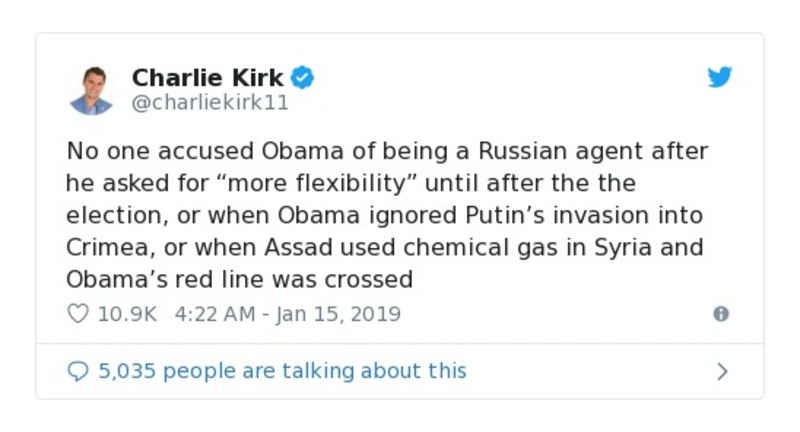 Charlie Kirk
@charliekirk11
No one accused Obama of being a Russian agent after
he asked for “more flexibility” until after the the
election, or when Obama ignored Putin’s invasion into
Crimea, or when Assad used chemical gas in Syria and
Obama’s red line was crossed
10.9K 4:22 AM - Jan 15, 2019
5,035 people are talking about this